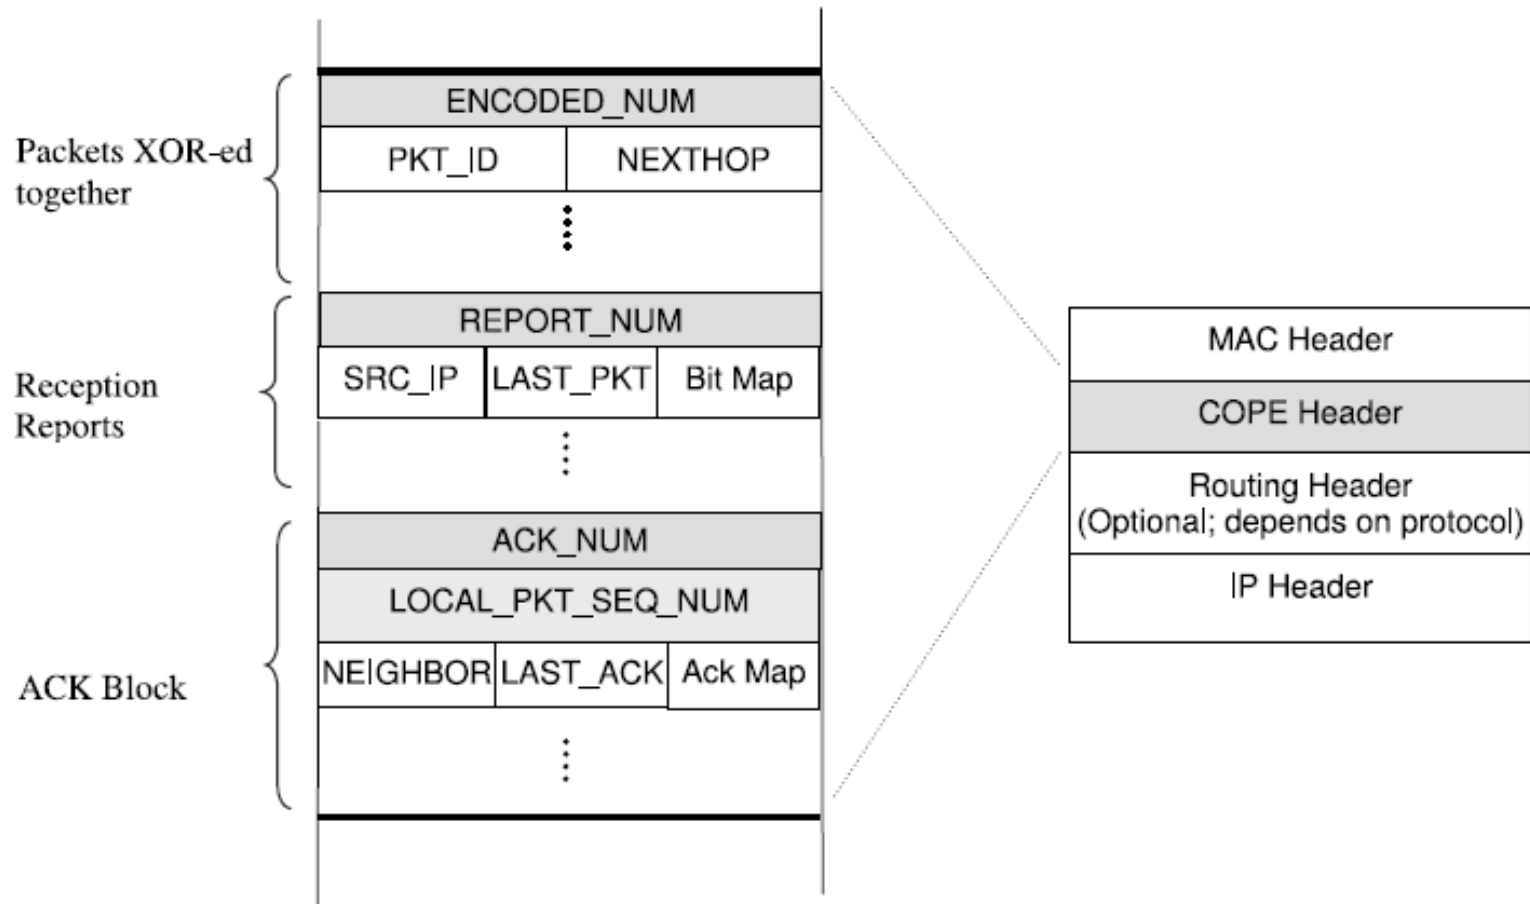 Packets XOR-ed
together
ENCODED_NUM
PKT_ID NEXTHOP
Reception
Reports
REPORT_NUM
SRC_IP LAST_PKT Bit Map
ACK Block
ACK_NUM
LOCAL_PKT_SEQ_NUM
NEIGHBOR LAST_ACK Ack Map
MAC Header
COPE Header
Routing Header
(Optional; depends on protocol)
IP Header